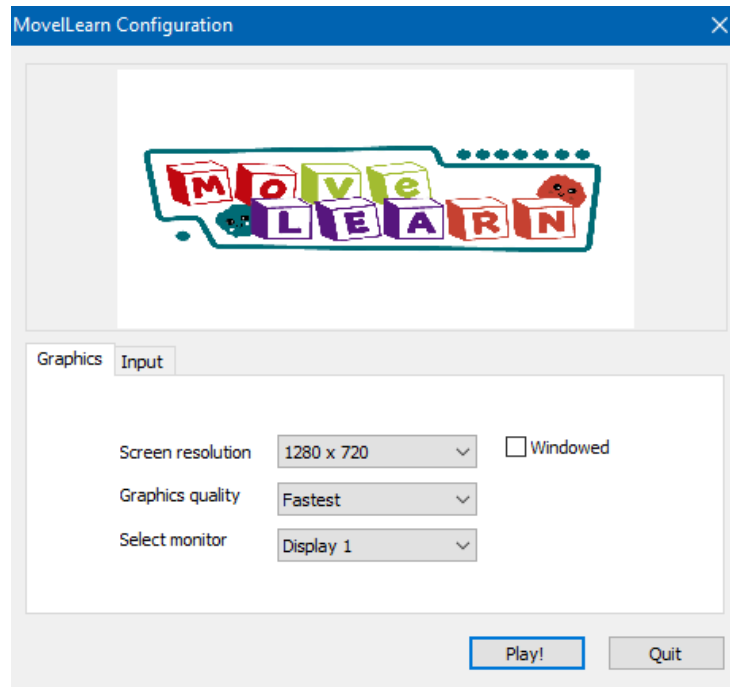 MovelLearn Configuration
MOVe
LEARN
Graphics Input
Screen resolution 1280 x 720 Windowed
Graphics quality Fastest
Select monitor Display 1
Play! Quit